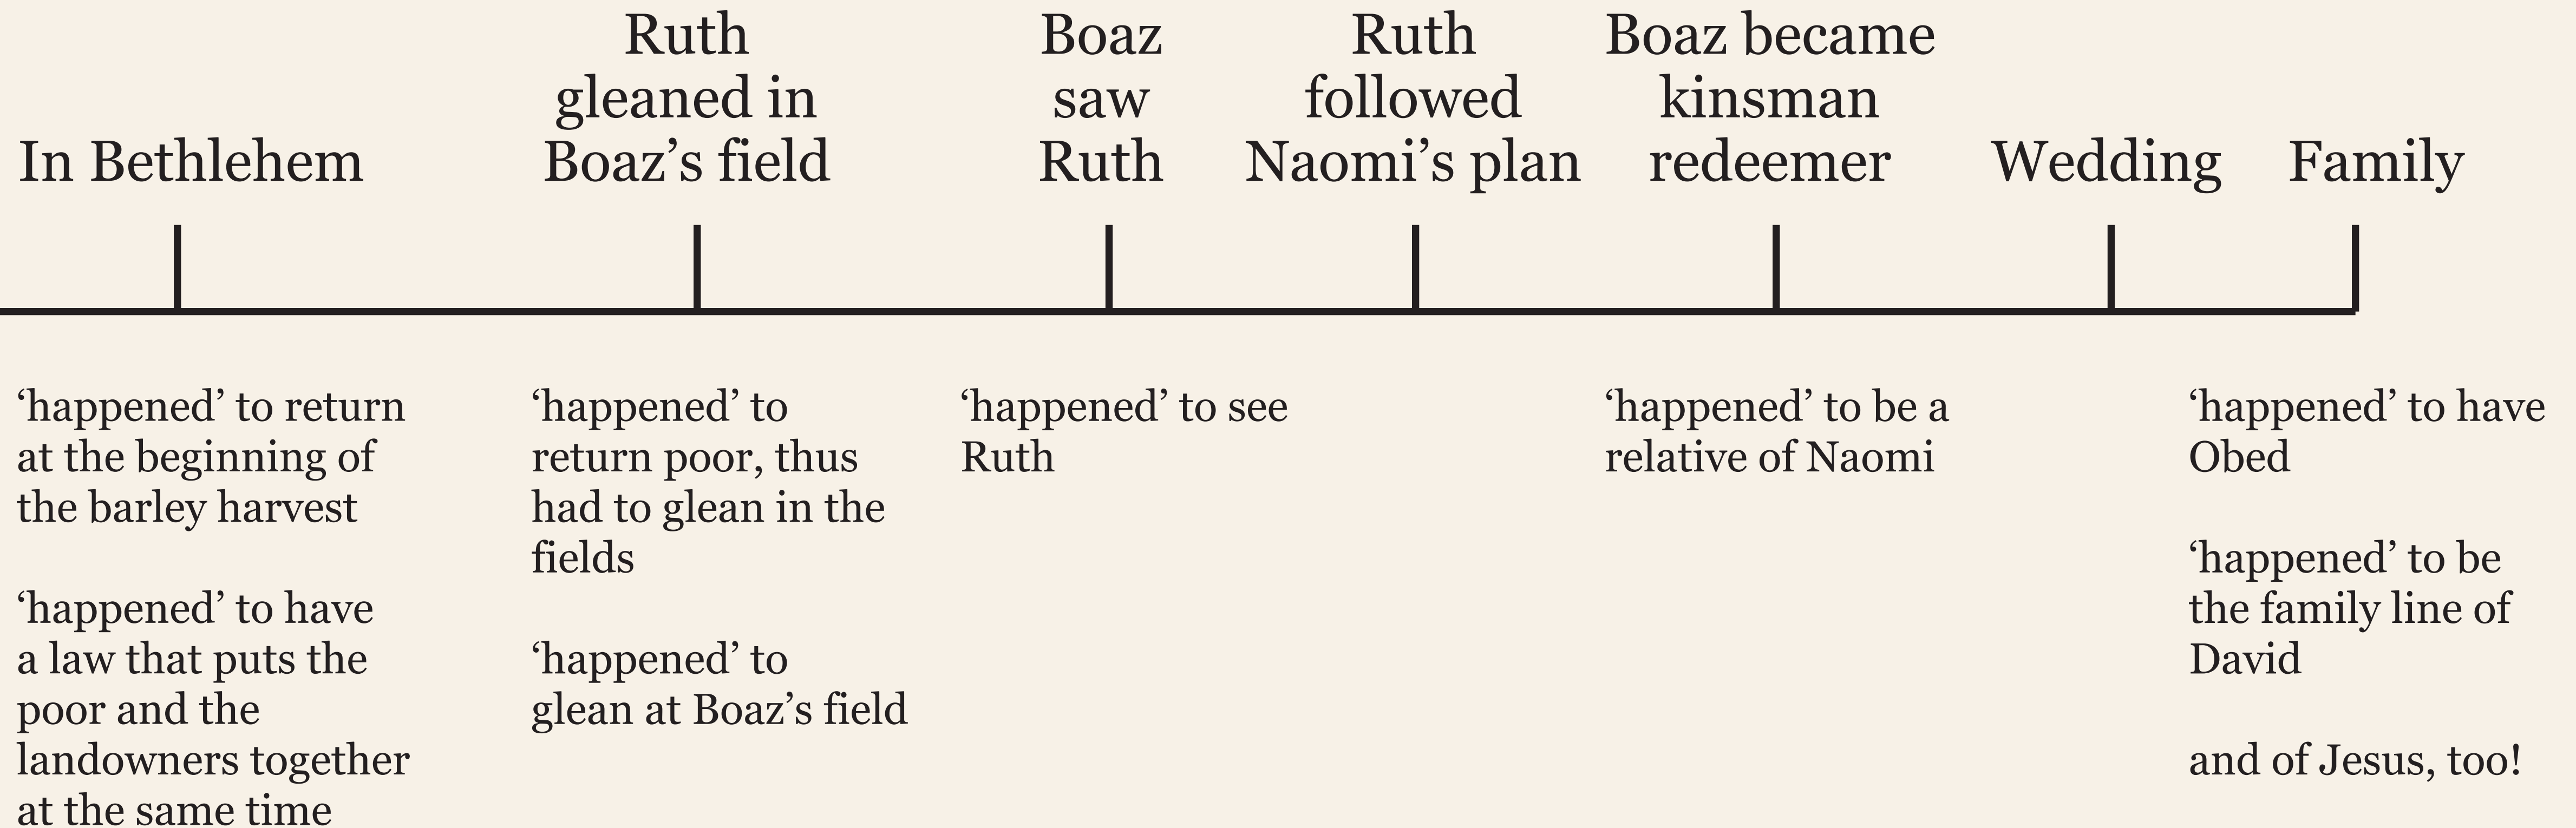 In Bethlehem
Ruth
gleaned in
Boaz’s field
Boaz
saw
Ruth
Ruth
followed
Naomi’s plan
Boaz became
kinsman
redeemer
Wedding
Family
‘happened’ to return
at the beginning of
the barley harvest
‘happened’ to have
a law that puts the
poor and the
landowners together
at the same time
‘happened’ to
return poor, thus
had to glean in the
fields
‘happened’ to
glean at Boaz’s field
‘happened’ to see
Ruth
‘happened’ to be a
relative of Naomi
‘happened’ to have
Obed
‘happened’ to be
the family line of
David
and of Jesus, too!